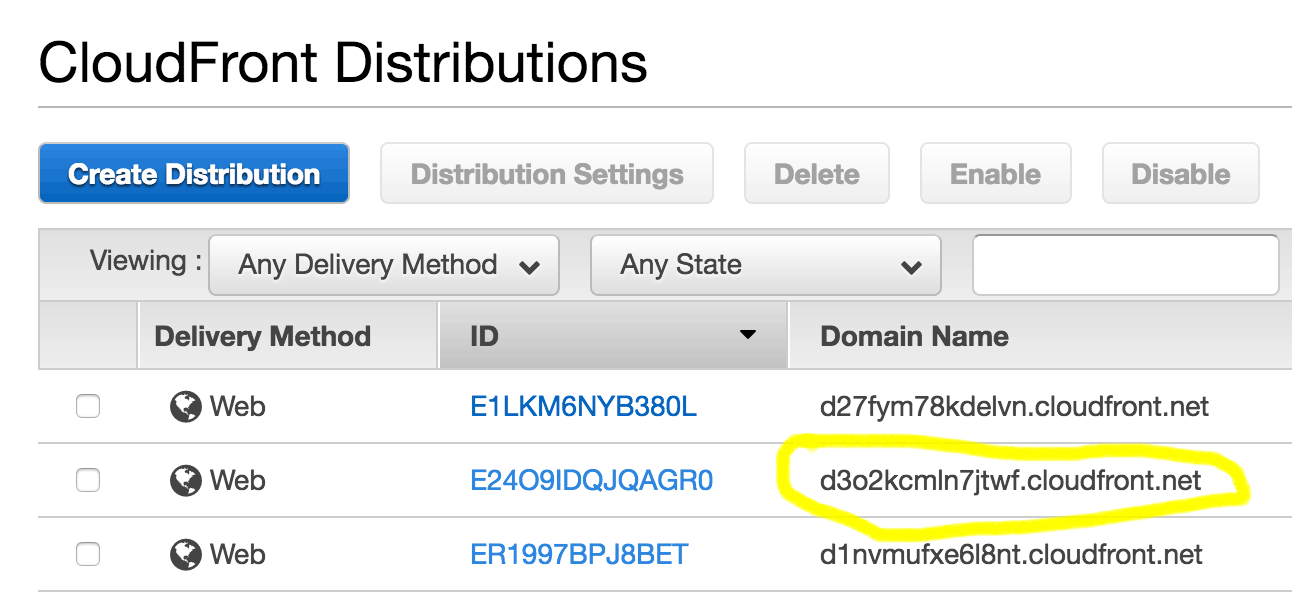 CloudFront Distributions
Create Distribution Distribution Settings Delete Enable Disable
Viewing : Any Delivery Method Any State
Delivery Method ID Domain Name
Web E1LKM6NYB380L d27fym78kdelvn.cloudfront.net
Web E24O9IDQJQAGR0 d3o2kcmln7jtwf.cloudfront.net
Web ER1997BPJ8BET d1nvmufxe6l8nt.cloudfront.net